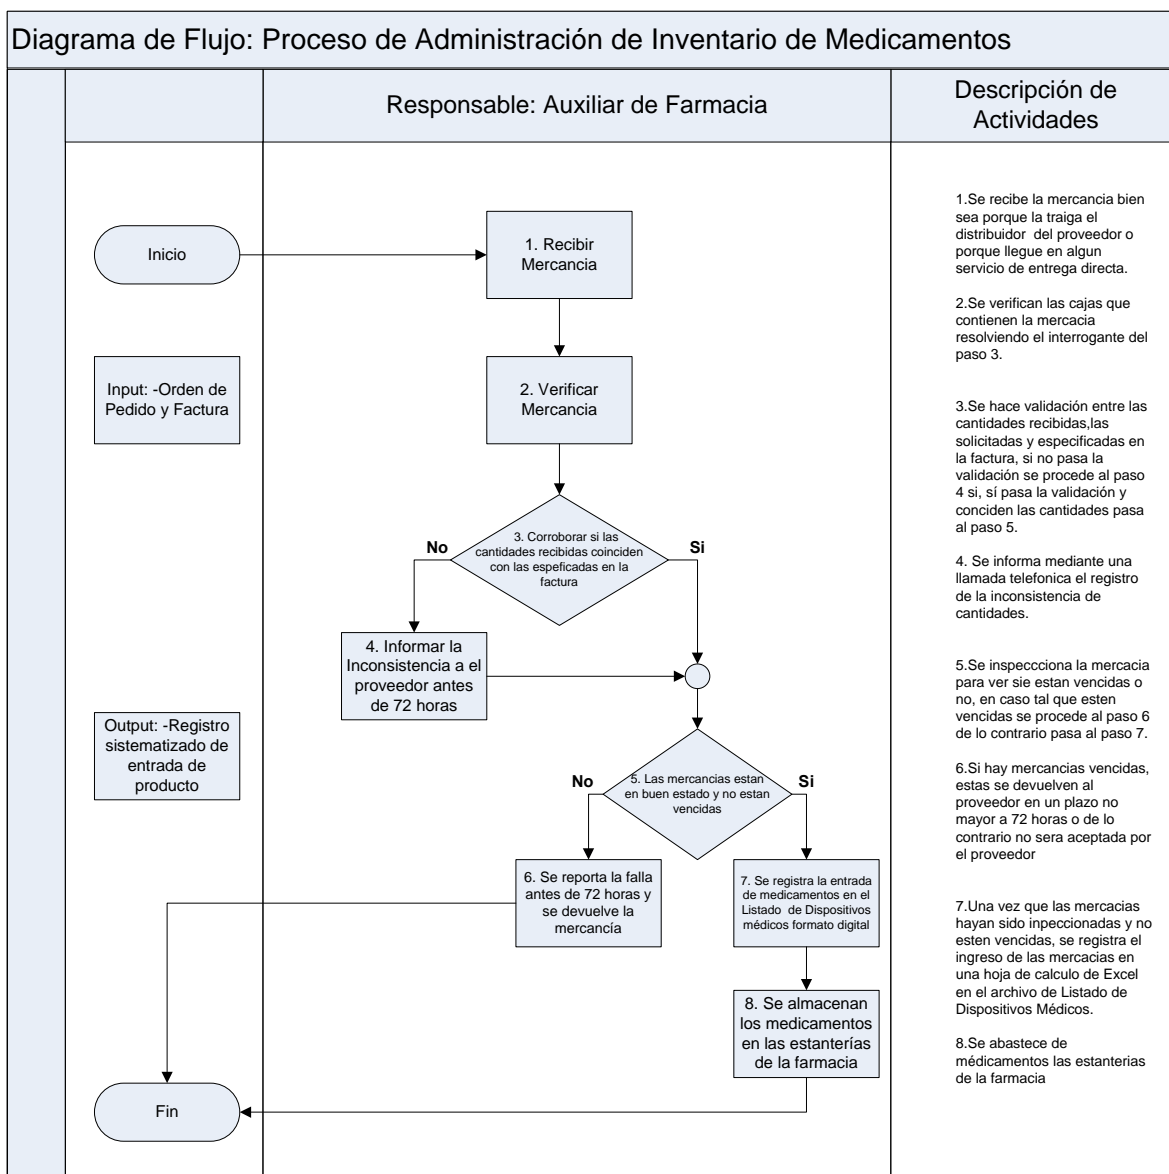 Diagrama de Flujo: Proceso de Administración de Inventario de Medicamentos
Responsable: Auxiliar de Farmacia
Descripción de
Actividades
Inicio
1. Recibir
Mercancia
Input: -Orden de
Pedido y Factura
2. Verificar
Mercancia
3. Corroborar si las
cantidades recibidas coinciden
con las espeficadas en la
factura
No
Si
4. Informar la
Inconsistencia a el
proveedor antes
de 72 horas
Output: -Registro
sistematizado de
entrada de
producto
5. Las mercancias estan
en buen estado y no estan
vencidas
No
Si
6. Se reporta la falla
antes de 72 horas y
se devuelve la
mercancía
7. Se registra la entrada
de medicamentos en el
Listado de Dispositivos
médicos formato digital
8. Se almacenan
los medicamentos
en las estanterías
de la farmacia
Fin
1.Se recibe la mercancia bien
sea porque la traiga el
distribuidor del proveedor o
porque llegue en algun
servicio de entrega directa.
2.Se verifican las cajas que
contienen la mercacia
resolviendo el interrogante del
paso 3.
3.Se hace validación entre las
cantidades recibidas,las
solicitadas y especificadas en
la factura, si no pasa la
validación se procede al paso
4 si, sí pasa la validación y
conciden las cantidades pasa
al paso 5.
4. Se informa mediante una
llamada telefonica el registro
de la inconsistencia de
cantidades.
5.Se inspeccciona la mercacia
para ver sie estan vencidas o
no, en caso tal que esten
vencidas se procede al paso 6
de lo contrario pasa al paso 7.
6.Si hay mercancias vencidas,
estas se devuelven al
proveedor en un plazo no
mayor a 72 horas o de lo
contrario no sera aceptada por
el proveedor
7.Una vez que las mercacias
hayan sido inpeccionadas y no
esten vencidas, se registra el
ingreso de las mercacias en
una hoja de calculo de Excel
en el archivo de Listado de
Dispositivos Médicos.
8.Se abastece de
médicamentos las estanterias
de la farmacia